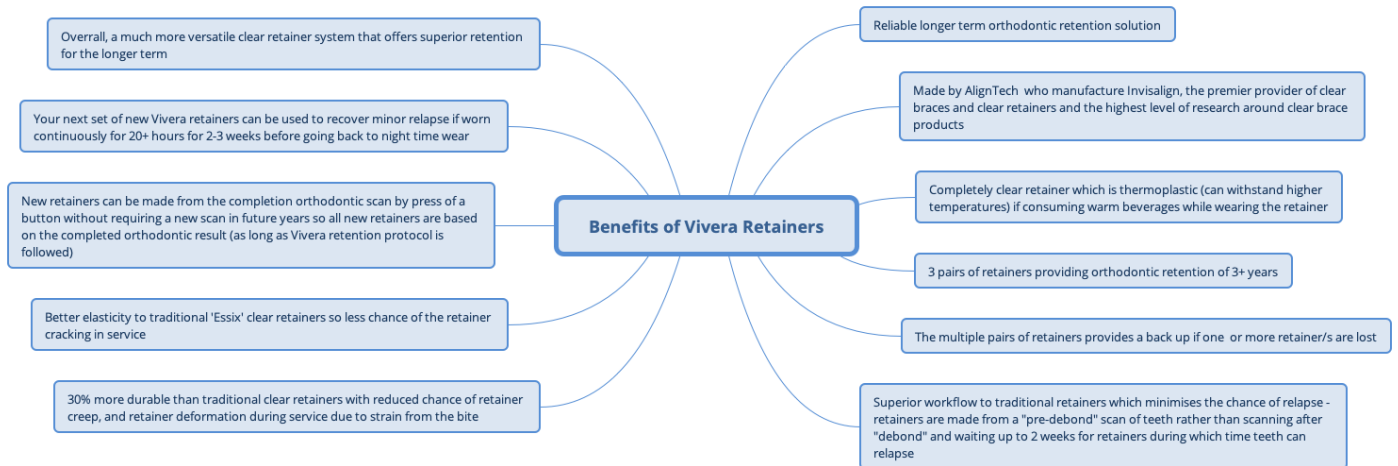 Benefits of Vivera Retainers
Reliable longer term orthodontic retention solution
Made by AlignTech  who manufacture Invisalign, the premier provider of clear
braces and clear retainers and the highest level of research around clear brace
products
Completely clear retainer which is thermoplastic (can withstand higher
temperatures) if consuming warm beverages while wearing the retainer
3 pairs of retainers providing orthodontic retention of 3+ years
The multiple pairs of retainers provides a back up if one  or more retainer/s are lost
Superior workflow to traditional retainers which minimises the chance of relapse -
retainers are made from a "pre-debond" scan of teeth rather than scanning after
"debond" and waiting up to 2 weeks for retainers during which time teeth can
relapse
Overrall, a much more versatile clear retainer system that offers superior retention
for the longer term
Your next set of new Vivera retainers can be used to recover minor relapse if worn
continuously for 20+ hours for 2-3 weeks before going back to night time wear
New retainers can be made from the completion orthodontic scan by press of a
button without requiring a new scan in future years so all new retainers are based
on the completed orthodontic result (as long as Vivera retention protocol is
followed)
Better elasticity to traditional 'Essix' clear retainers so less chance of the retainer
cracking in service
30% more durable than traditional clear retainers with reduced chance of retainer
creep, and retainer deformation during service due to strain from the bite